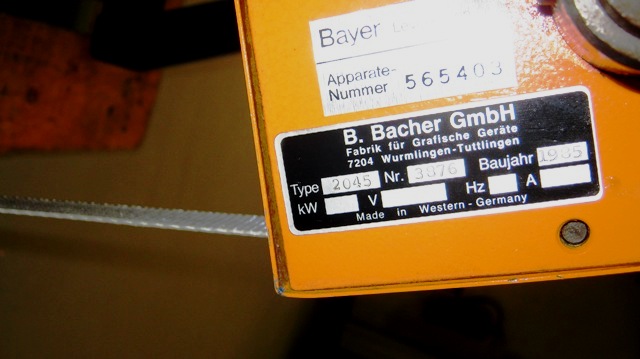 Bayer
Apparate-
Nummer 565403
B. Bacher GmbH
Fabrik für Grafische Geräte
7204 Wurmlingen-Tuttlingen
Type 2045 Nr. 3876 Baujahr 1985
kW V Hz A
Made in Western-Germany